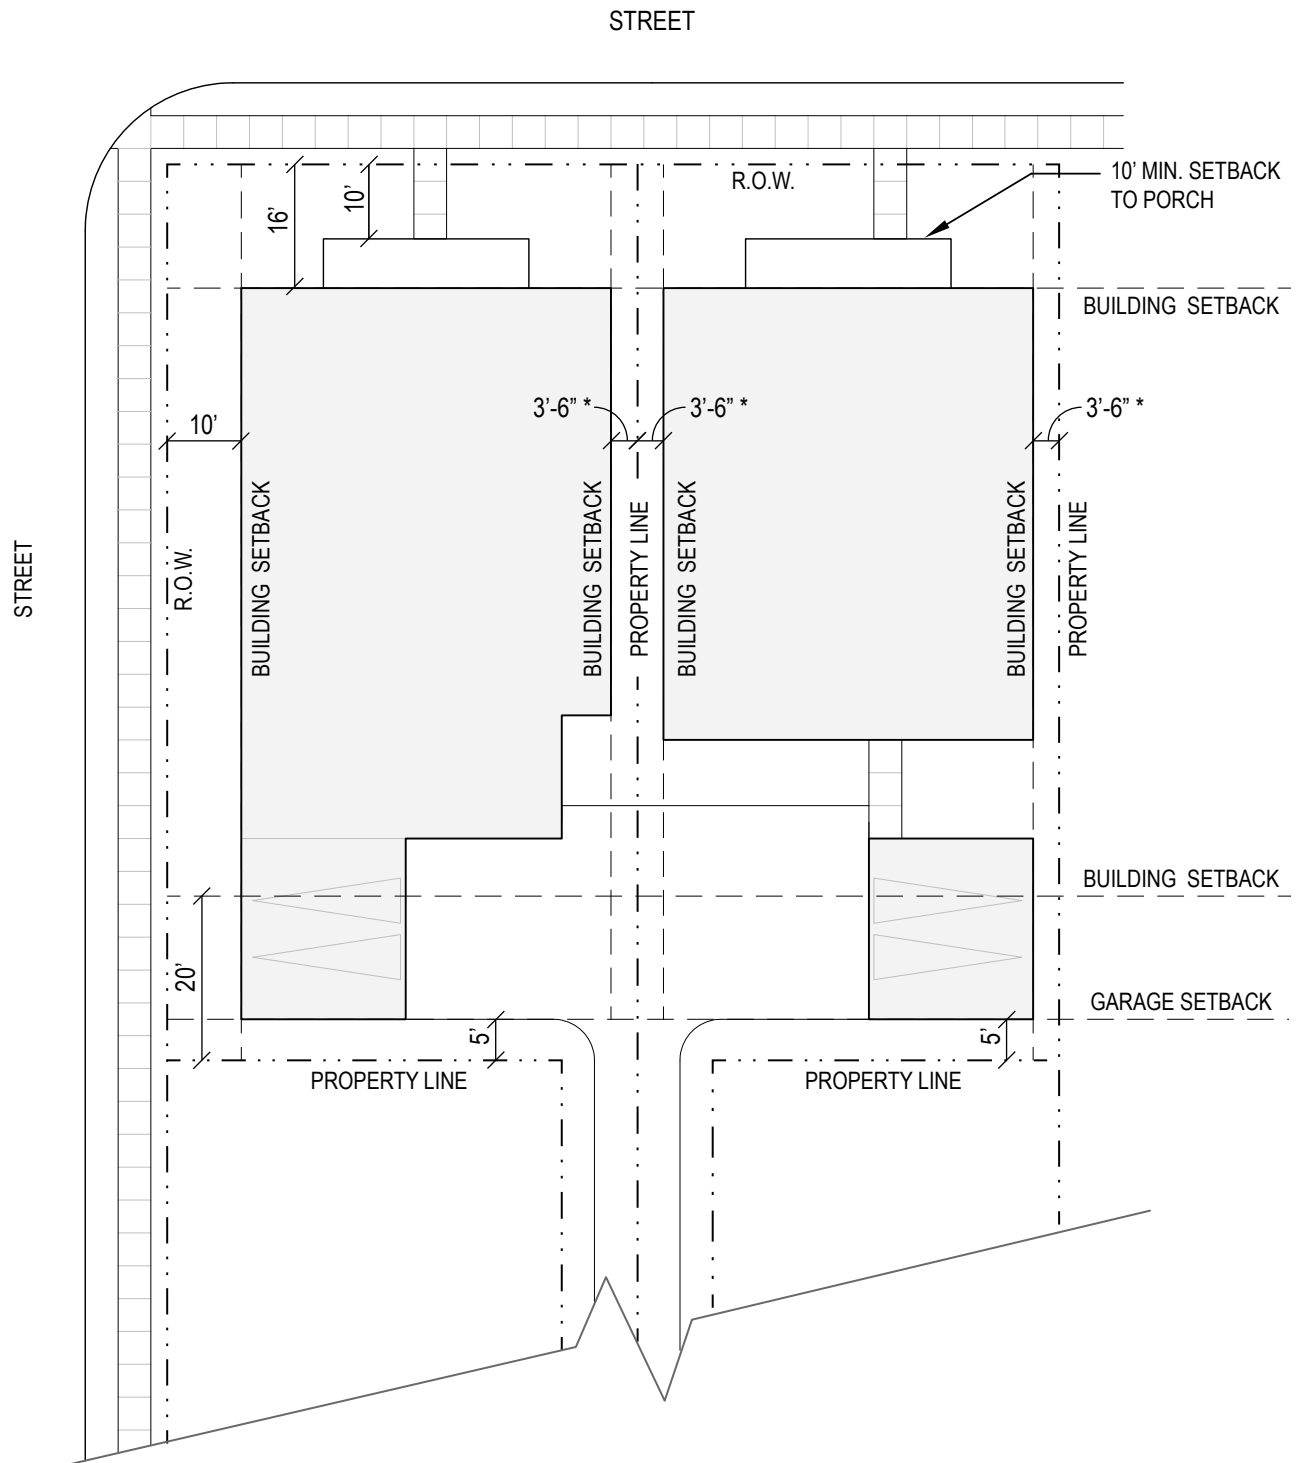 STREET
R.O.W.
10’ MIN. SETBACK
TO PORCH
10’
16’
BUILDING SETBACK
3’-6” *
3’-6” *
3’-6” *
10’
STREET
R.O.W.
BUILDING SETBACK
BUILDING SETBACK
PROPERTY LINE
BUILDING SETBACK
BUILDING SETBACK
PROPERTY LINE
BUILDING SETBACK
20’
GARAGE SETBACK
5’
5’
PROPERTY LINE
PROPERTY LINE